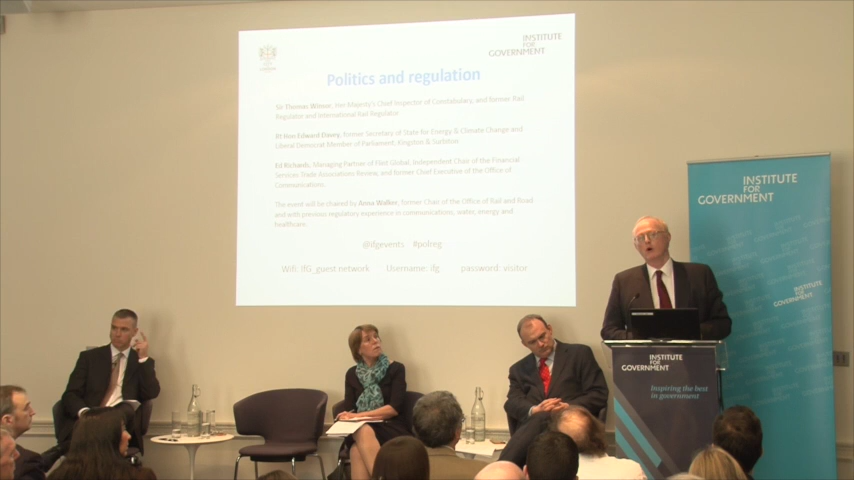 INSTITUTE
FOR
GOVERNMENT
Politics and regulation
Sir Thomas Winsor, Her Majesty's Chief Inspector of Constabulary, and former Rail
Regulator and International Rail Regulator
Rt Hon Edward Davey, former Secretary of State for Energy & Climate Change and
Liberal Democrat Member of Parliament, Kingston & Surbiton
Ed Richards, Managing Partner of Flint Global, Independent Chair of the Financial
Services Trade Associations Review, and former Chief Executive of the Office of
Communications.
The event will be chaired by Anna Walker, former Chair of the Office of Rail and Road
and with previous regulatory experience in communications, water, energy and
healthcare.
@ifgevents #polreg
Wifi: IfG_guest network Username: ifg password: visitor
INSTITUTE
FOR
GOVERNMENT
INSTITUTE
FOR
GOVERNMENT
INSTITUTE
FOR
GOVERNMENT
Inspiring the best
in government